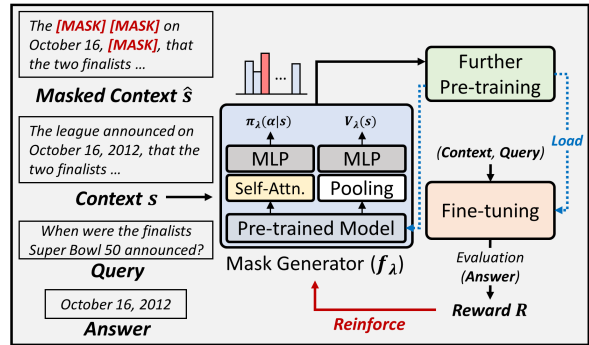 The [MASK] [MASK] on
October 16, [MASK], that
the two finalists ...
Masked Context ŝ
The league announced on
October 16, 2012, that the
two finalists ...
Context s
When were the finalists
Super Bowl 50 announced?
Query
October 16, 2012
Answer
...
πλ(α|s)
Vλ(s)
MLP
MLP
Self-Attn.
Pooling
Pre-trained Model
Mask Generator (fλ)
Further
Pre-training
Load
(Context, Query)
Fine-tuning
Evaluation
(Answer)
Reward R
Reinforce